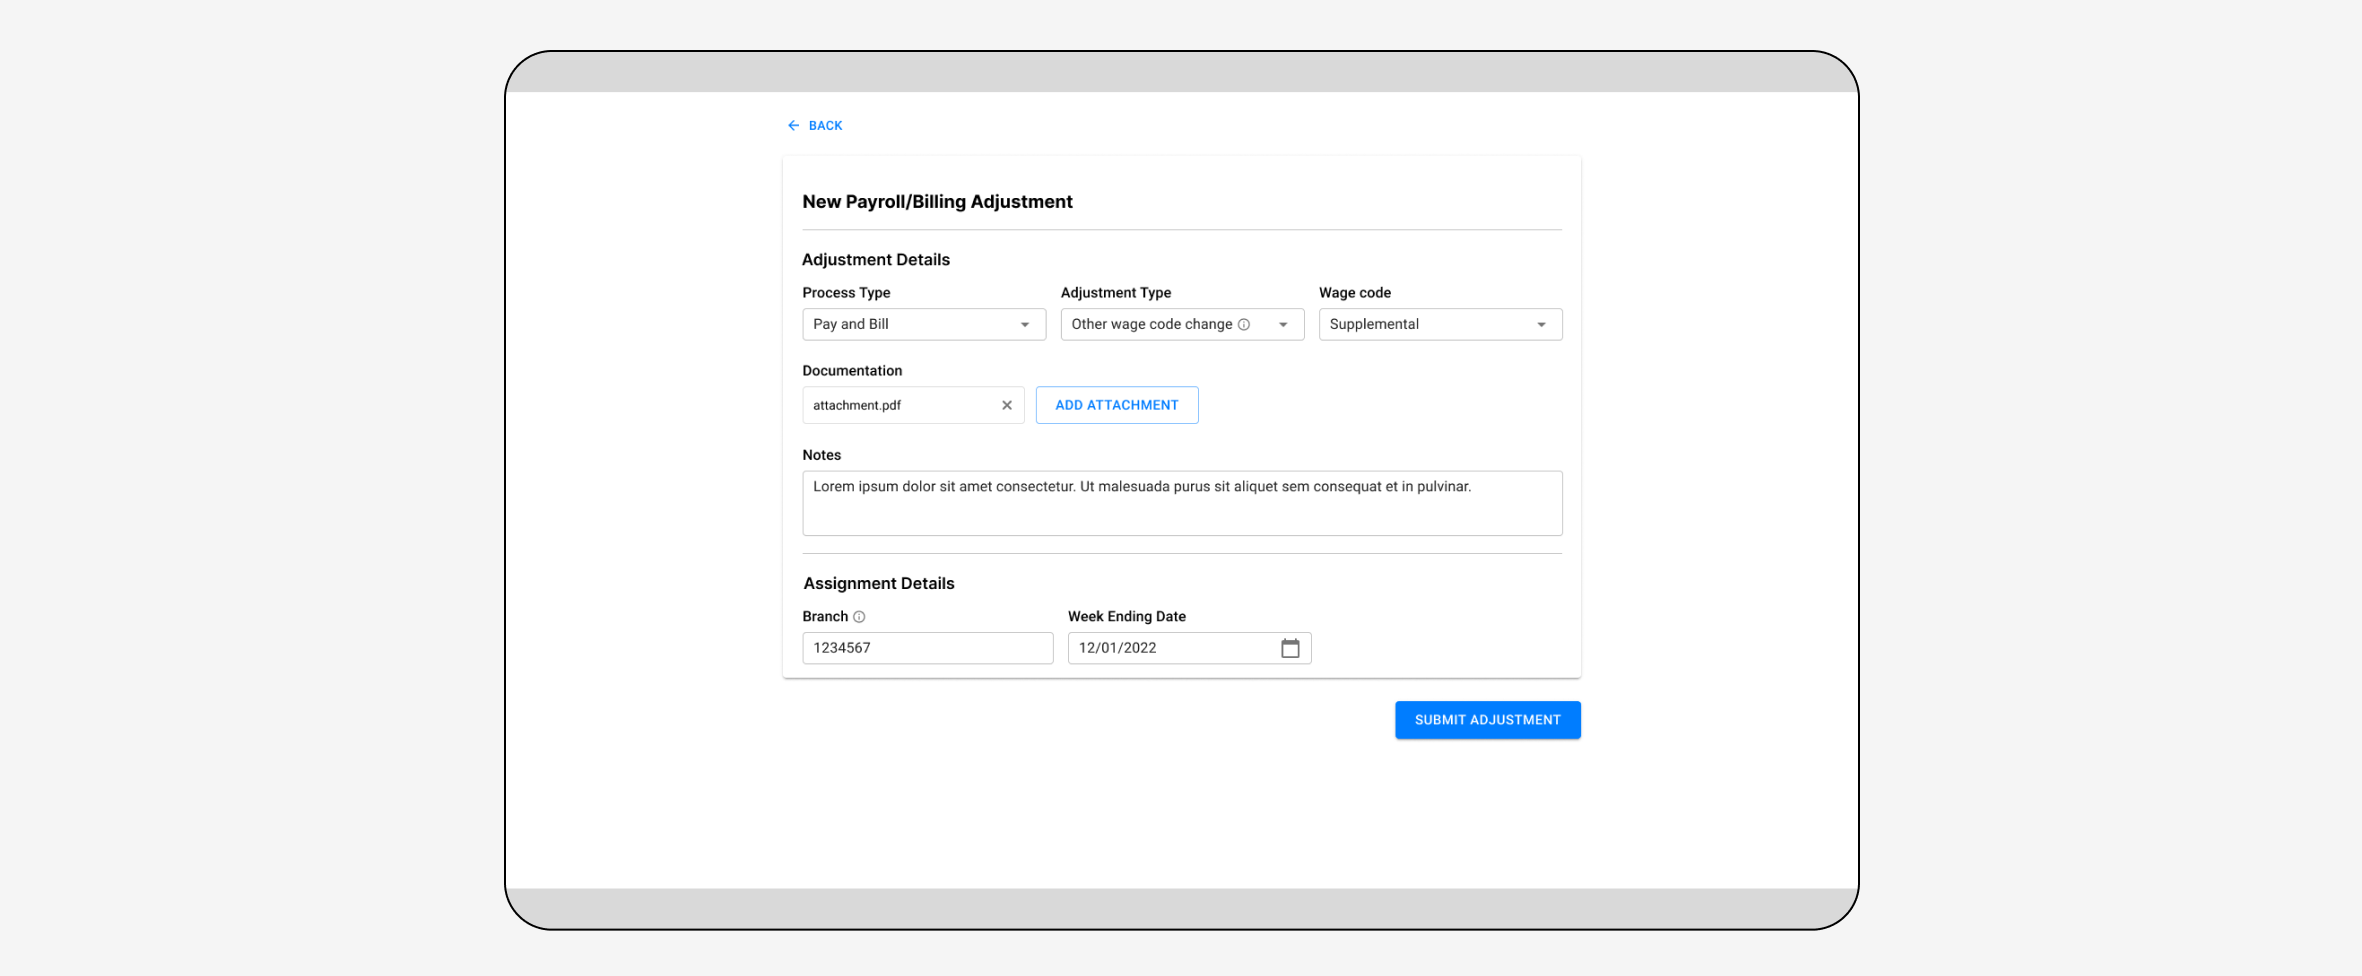 BACK
New Payroll/Billing Adjustment
Adjustment Details
Process Type
Adjustment Type
Wage code
Pay and Bill
Other wage code change
Supplemental
Documentation
attachment.pdf
ADD ATTACHMENT
Notes
Lorem ipsum dolor sit amet consectetur. Ut malesuada purus sit aliquet sem consequat et in pulvinar.
Assignment Details
Branch
Week Ending Date
1234567
12/01/2022
SUBMIT ADJUSTMENT